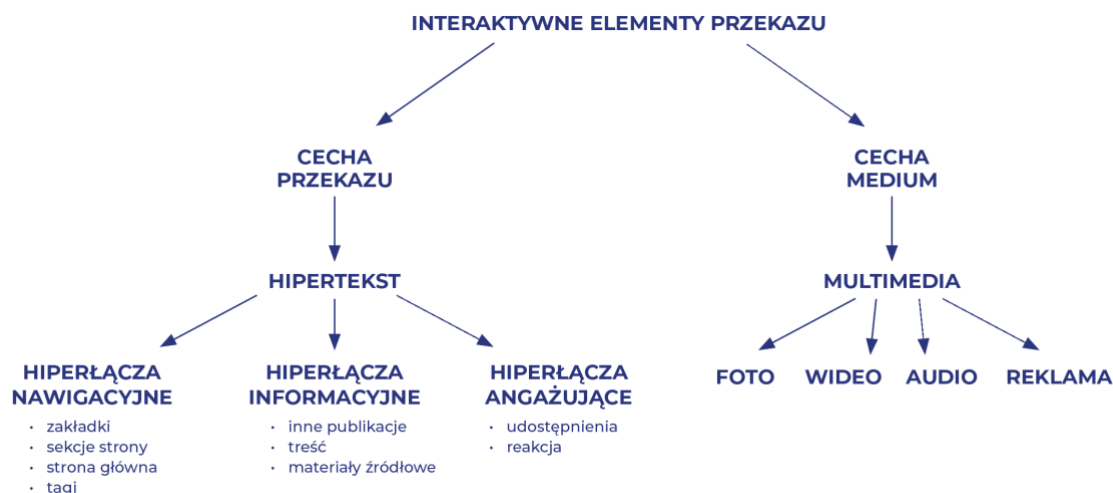 INTERAKTYWNE ELEMENTY PRZEKAZU
CECHA
PRZEKAZU
CECHA
MEDIUM
HIPERTEKST
MULTIMEDIA
HIPERŁĄCZA
NAWIGACYJNE
• zakładki
• sekcje strony
• strona główna
• tagi
HIPERŁĄCZA
INFORMACYJNE
• inne publikacje
• treść
• materiały źródłowe
HIPERŁĄCZA
ANGAŻUJĄCE
• udostępnienia
• reakcja
FOTO
WIDEO
AUDIO
REKLAMA